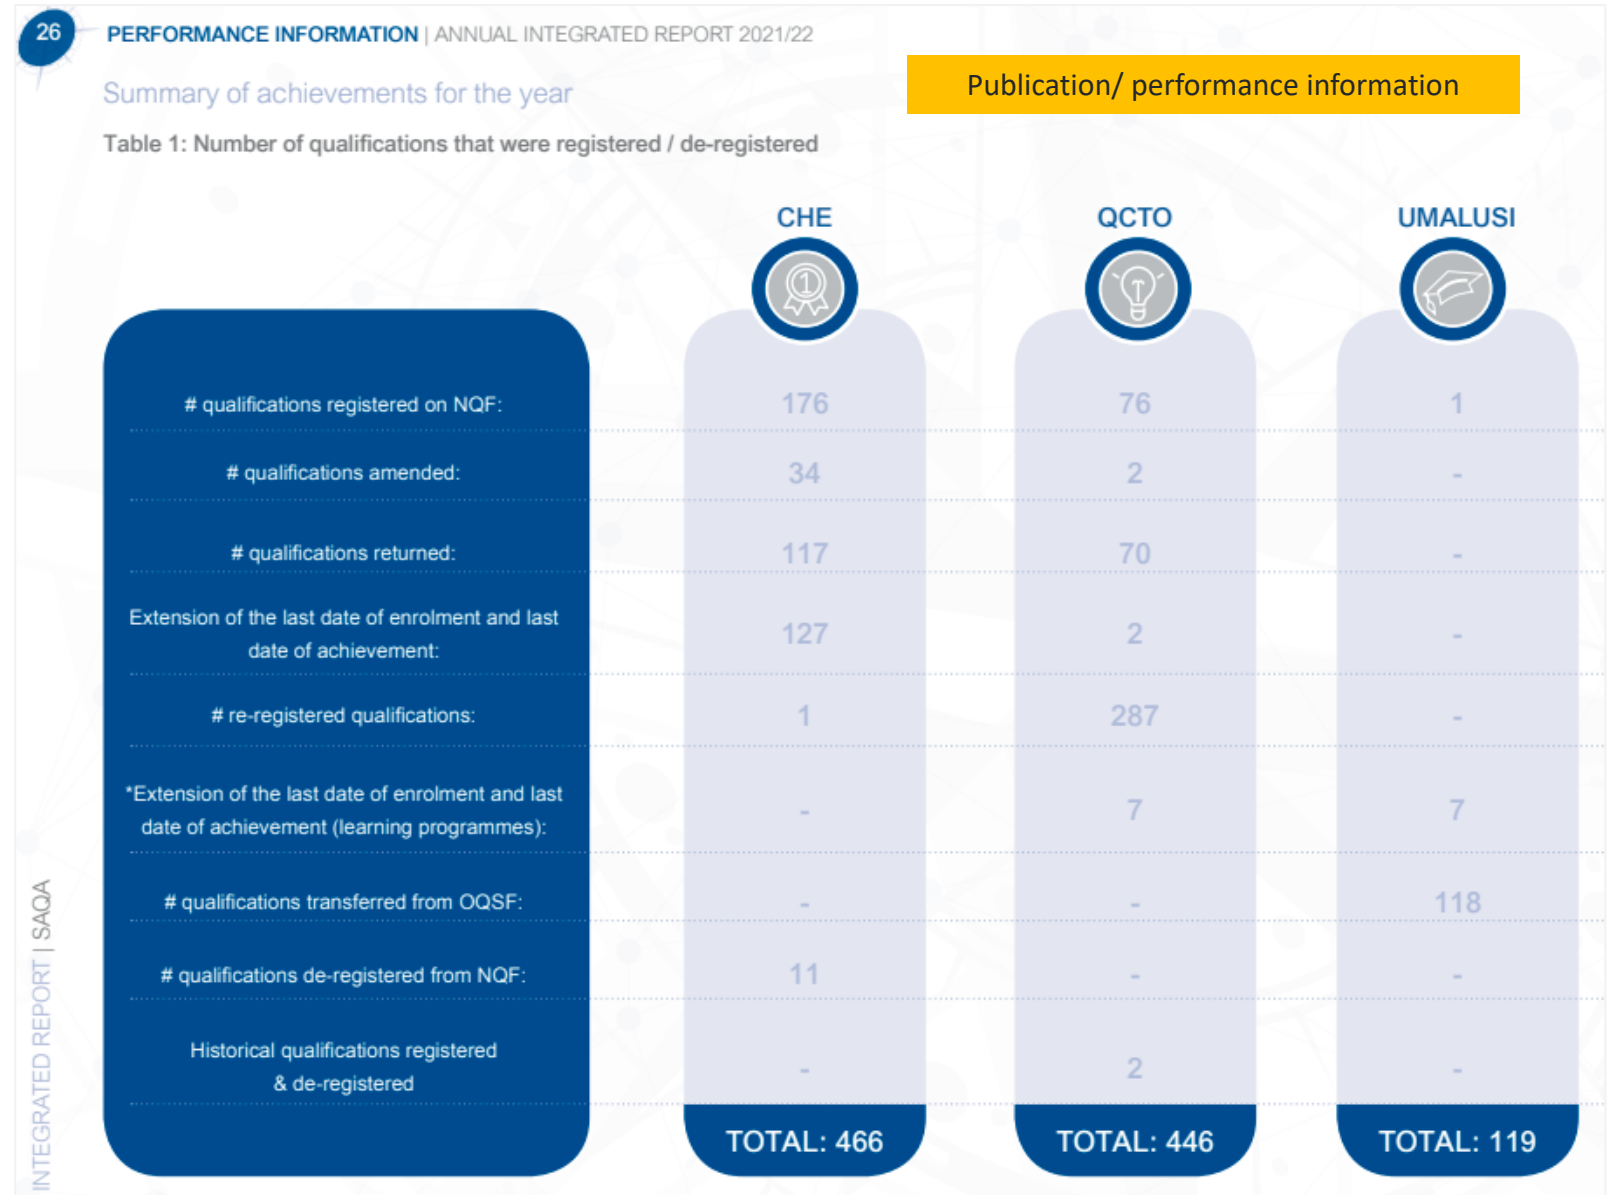 26
PERFORMANCE INFORMATION | ANNUAL INTEGRATED REPORT 2021/22
Publication/ performance information
Summary of achievements for the year
Table 1: Number of qualifications that were registered / de-registered
CHE QCTO UMALUSI
1
# qualifications registered on NQF: 176 76 1
# qualifications amended: 34 2 -
# qualifications returned: 117 70 -
Extension of the last date of enrolment and last
date of achievement: 127 2 -
# re-registered qualifications: 1 287 -
*Extension of the last date of enrolment and last
date of achievement (learning programmes): - 7 7
# qualifications transferred from OQSF: - - 118
# qualifications de-registered from NQF: 11 - -
Historical qualifications registered
& de-registered - 2 -
TOTAL: 466 TOTAL: 446 TOTAL: 119
INTEGRATED REPORT | SAQA